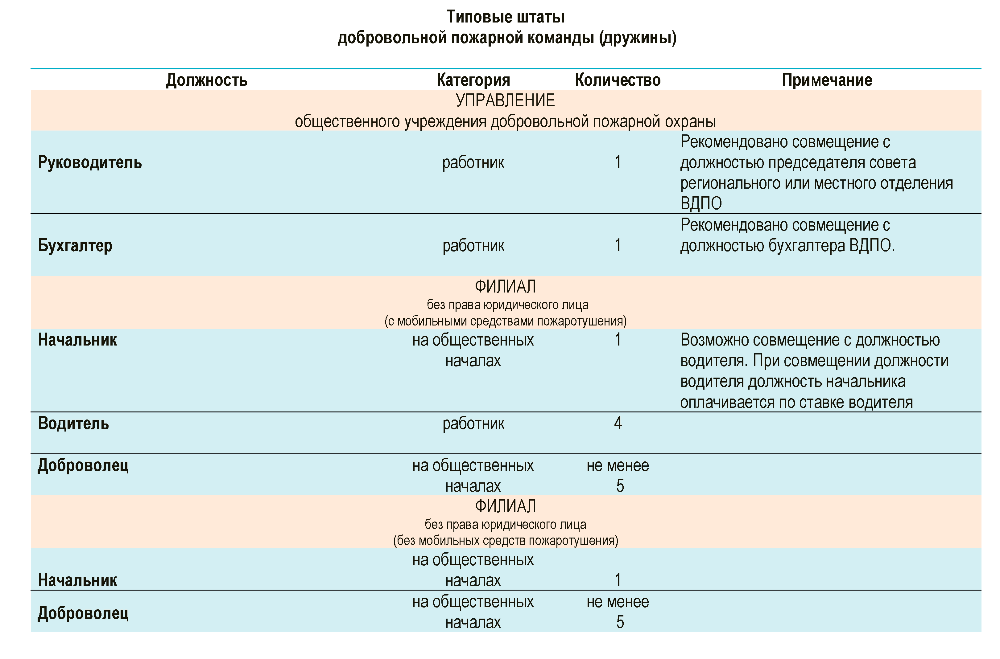 Типовые штаты
добровольной пожарной команды (дружины)
Должность Категория Количество Примечание
УПРАВЛЕНИЕ
общественного учреждения добровольной пожарной охраны
Рекомендовано совмещение с
Руководитель работник 1 должностью председателя совета
регионального или местного отделения
ВДПО
Рекомендовано совмещение с
Бухгалтер работник 1 должностью бухгалтера ВДПО.
ФИЛИАЛ
без права юридического лица
(с мобильными средствами пожаротушения)
Начальник на общественных 1 Возможно совмещение с должностью
началах водителя. При совмещении должности
водителя должность начальника
оплачивается по ставке водителя
Водитель работник 4
Доброволец на общественных не менее
началах 5
ФИЛИАЛ
без права юридического лица
(без мобильных средств пожаротушения)
на общественных
Начальник началах 1
на общественных не менее
Доброволец
началах 5